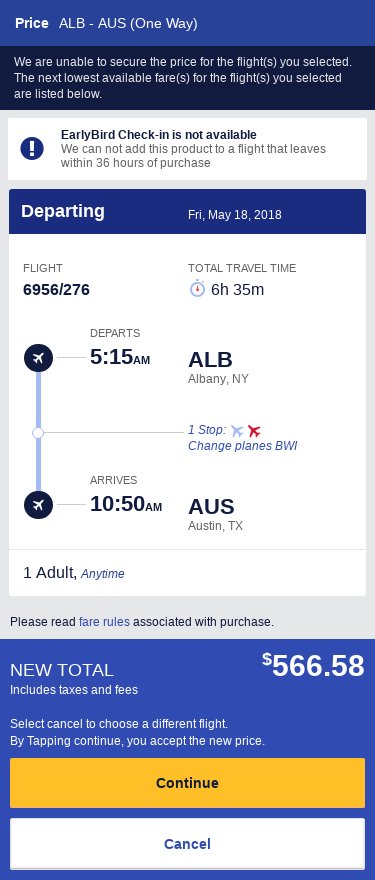 Price ALB - AUS (One Way)
We are unable to secure the price for the flight(s) you selected.
The next lowest available fare(s) for the flight(s) you selected
are listed below.
EarlyBird Check-in is not available
We can not add this product to a flight that leaves
within 36 hours of purchase
Departing Fri, May 18, 2018
FLIGHT TOTAL TRAVEL TIME
6956/276 6h 35m
DEPARTS
5:15AM ALB
Albany, NY
1 Stop:
Change planes BWI
ARRIVES
10:50AM AUS
Austin, TX
1 Adult, Anytime
Please read fare rules associated with purchase.
NEW TOTAL $566.58
Includes taxes and fees
Select cancel to choose a different flight.
By Tapping continue, you accept the new price.
Continue
Cancel